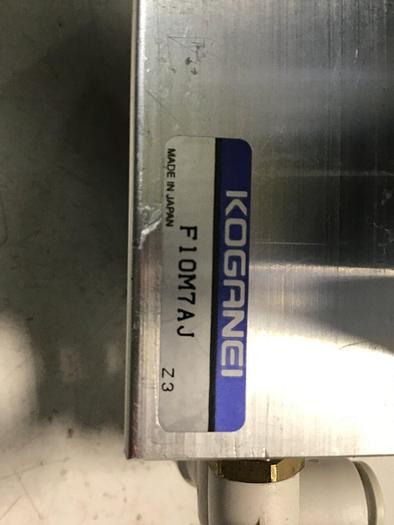 KOGANEI
F10M7AJ
MADE IN JAPAN
Z3